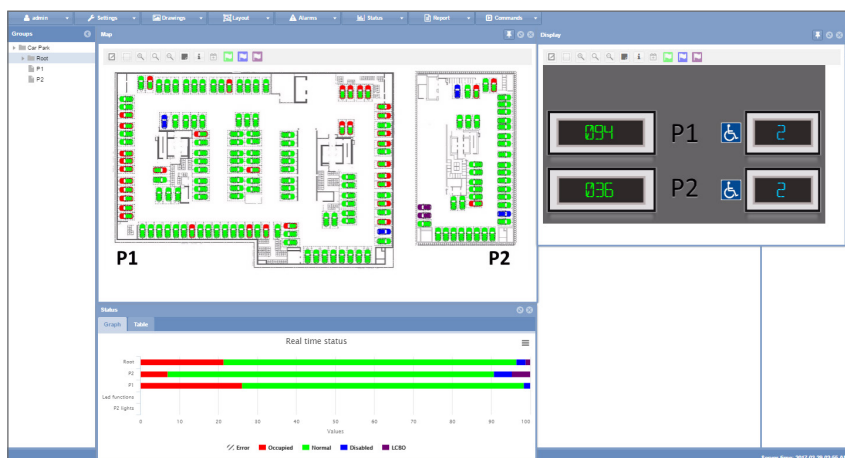 admin Settings Drawings Layout Alarms Status Report Commands
Groups
Car Park
Root
P1
P2
Map
P1
P2
Display
094 P1 2
036 P2 2
Status
Graph Table
Real time status
Root
P2
P1
Led functions
P2 lights
0 10 20 30 40 50 60 70 80 90 100
Values
Error Occupied Normal Disabled LCBO